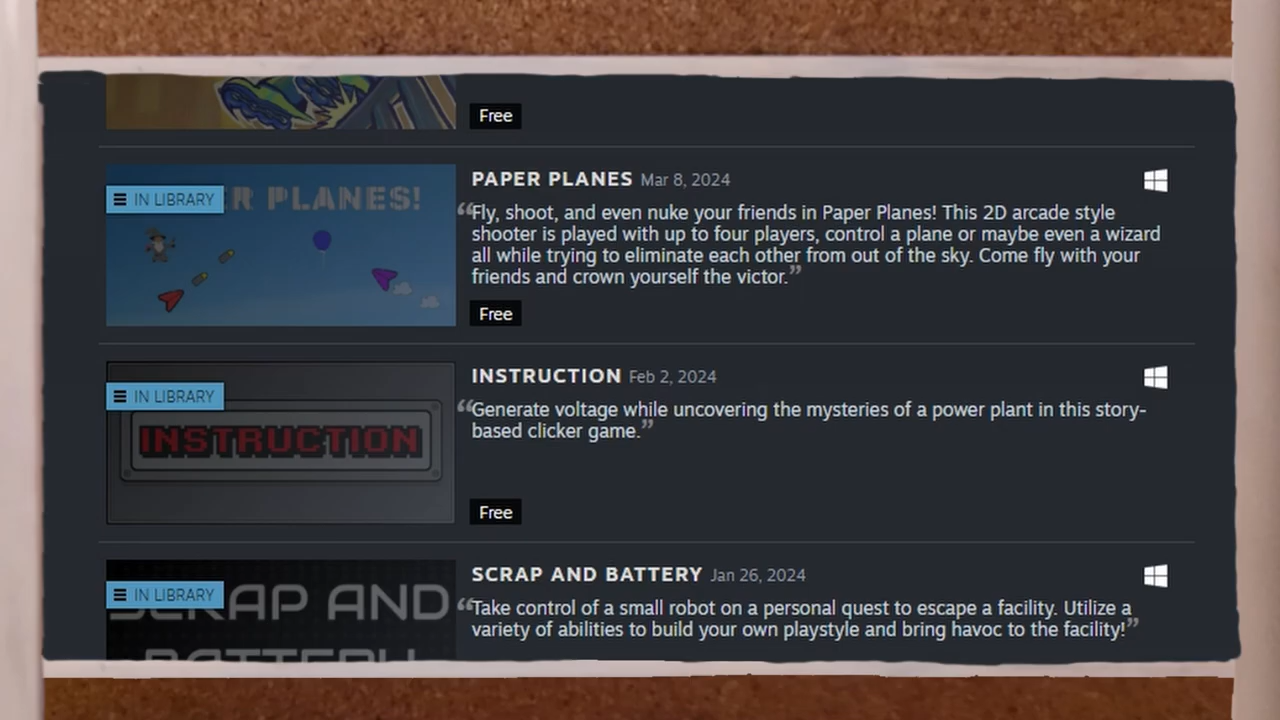 Free
IN LIBRARY
R PLANES!
PAPER PLANES Mar 8, 2024
“Fly, shoot, and even nuke your friends in Paper Planes! This 2D arcade style
shooter is played with up to four players, control a plane or maybe even a wizard
all while trying to eliminate each other from out of the sky. Come fly with your
friends and crown yourself the victor.”
Free
IN LIBRARY
INSTRUCTION
INSTRUCTION Feb 2, 2024
“Generate voltage while uncovering the mysteries of a power plant in this story-
based clicker game.”
Free
IN LIBRARY
SCRAP AND
BATTERY
SCRAP AND BATTERY Jan 26, 2024
“Take control of a small robot on a personal quest to escape a facility. Utilize a
variety of abilities to build your own playstyle and bring havoc to the facility!”